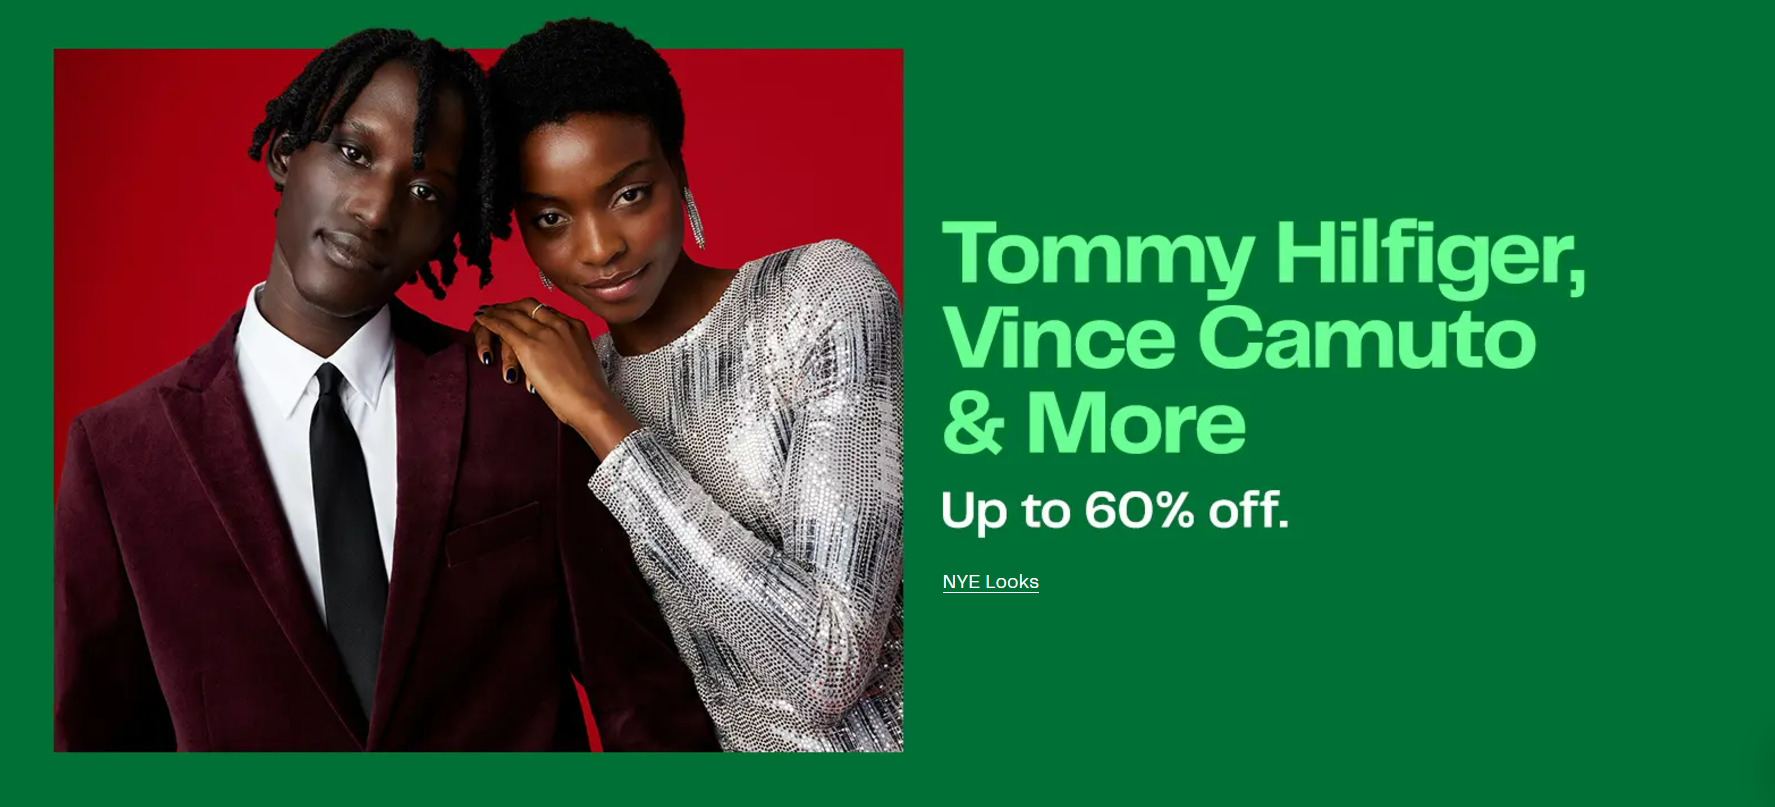 Tommy Hilfiger,
Vince Camuto
& More
Up to 60% off.
NYE Looks